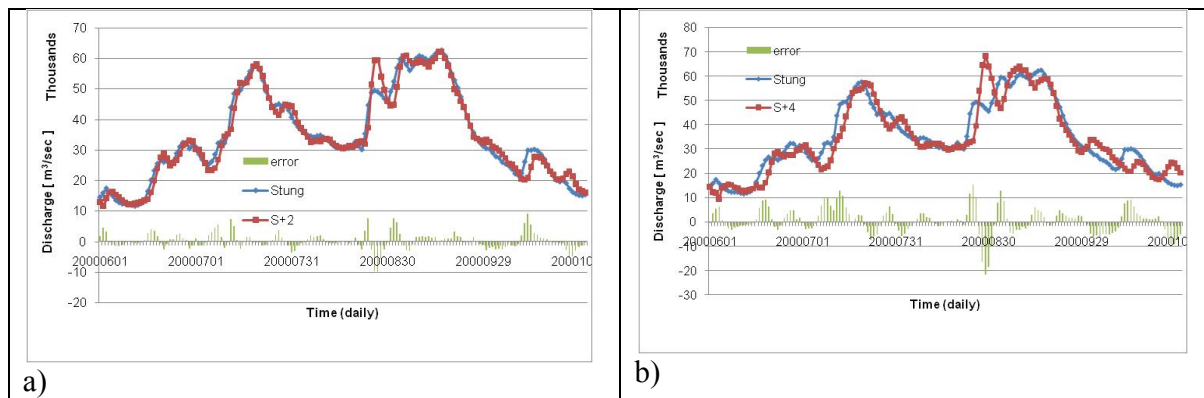 Thousands
Discharge [ m³/sec ]
70
60
50
40
30
20
10
0
-10
-20
error
Stung
S+2
20000601
20000701
20000731
20000830
20000929
200010
Time (daily)
a)
Thousands
Discharge [ m³/sec ]
80
70
60
50
40
30
20
10
0
-10
-20
-30
error
Stung
S+4
20000601
20000701
20000731
20000830
20000929
200010
Time (daily)
b)